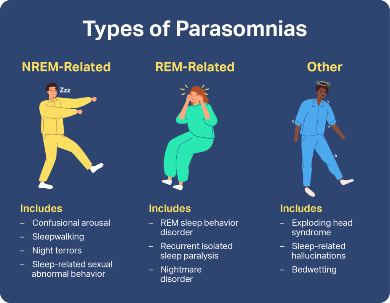 Types of Parasomnias
NREM-Related
REM-Related
Other
Zzz
Includes
– Confusional arousal
– Sleepwalking
– Night terrors
– Sleep-related sexual
abnormal behavior
Includes
– REM sleep behavior
disorder
– Recurrent isolated
sleep paralysis
– Nightmare
disorder
Includes
– Exploding head
syndrome
– Sleep-related
hallucinations
– Bedwetting